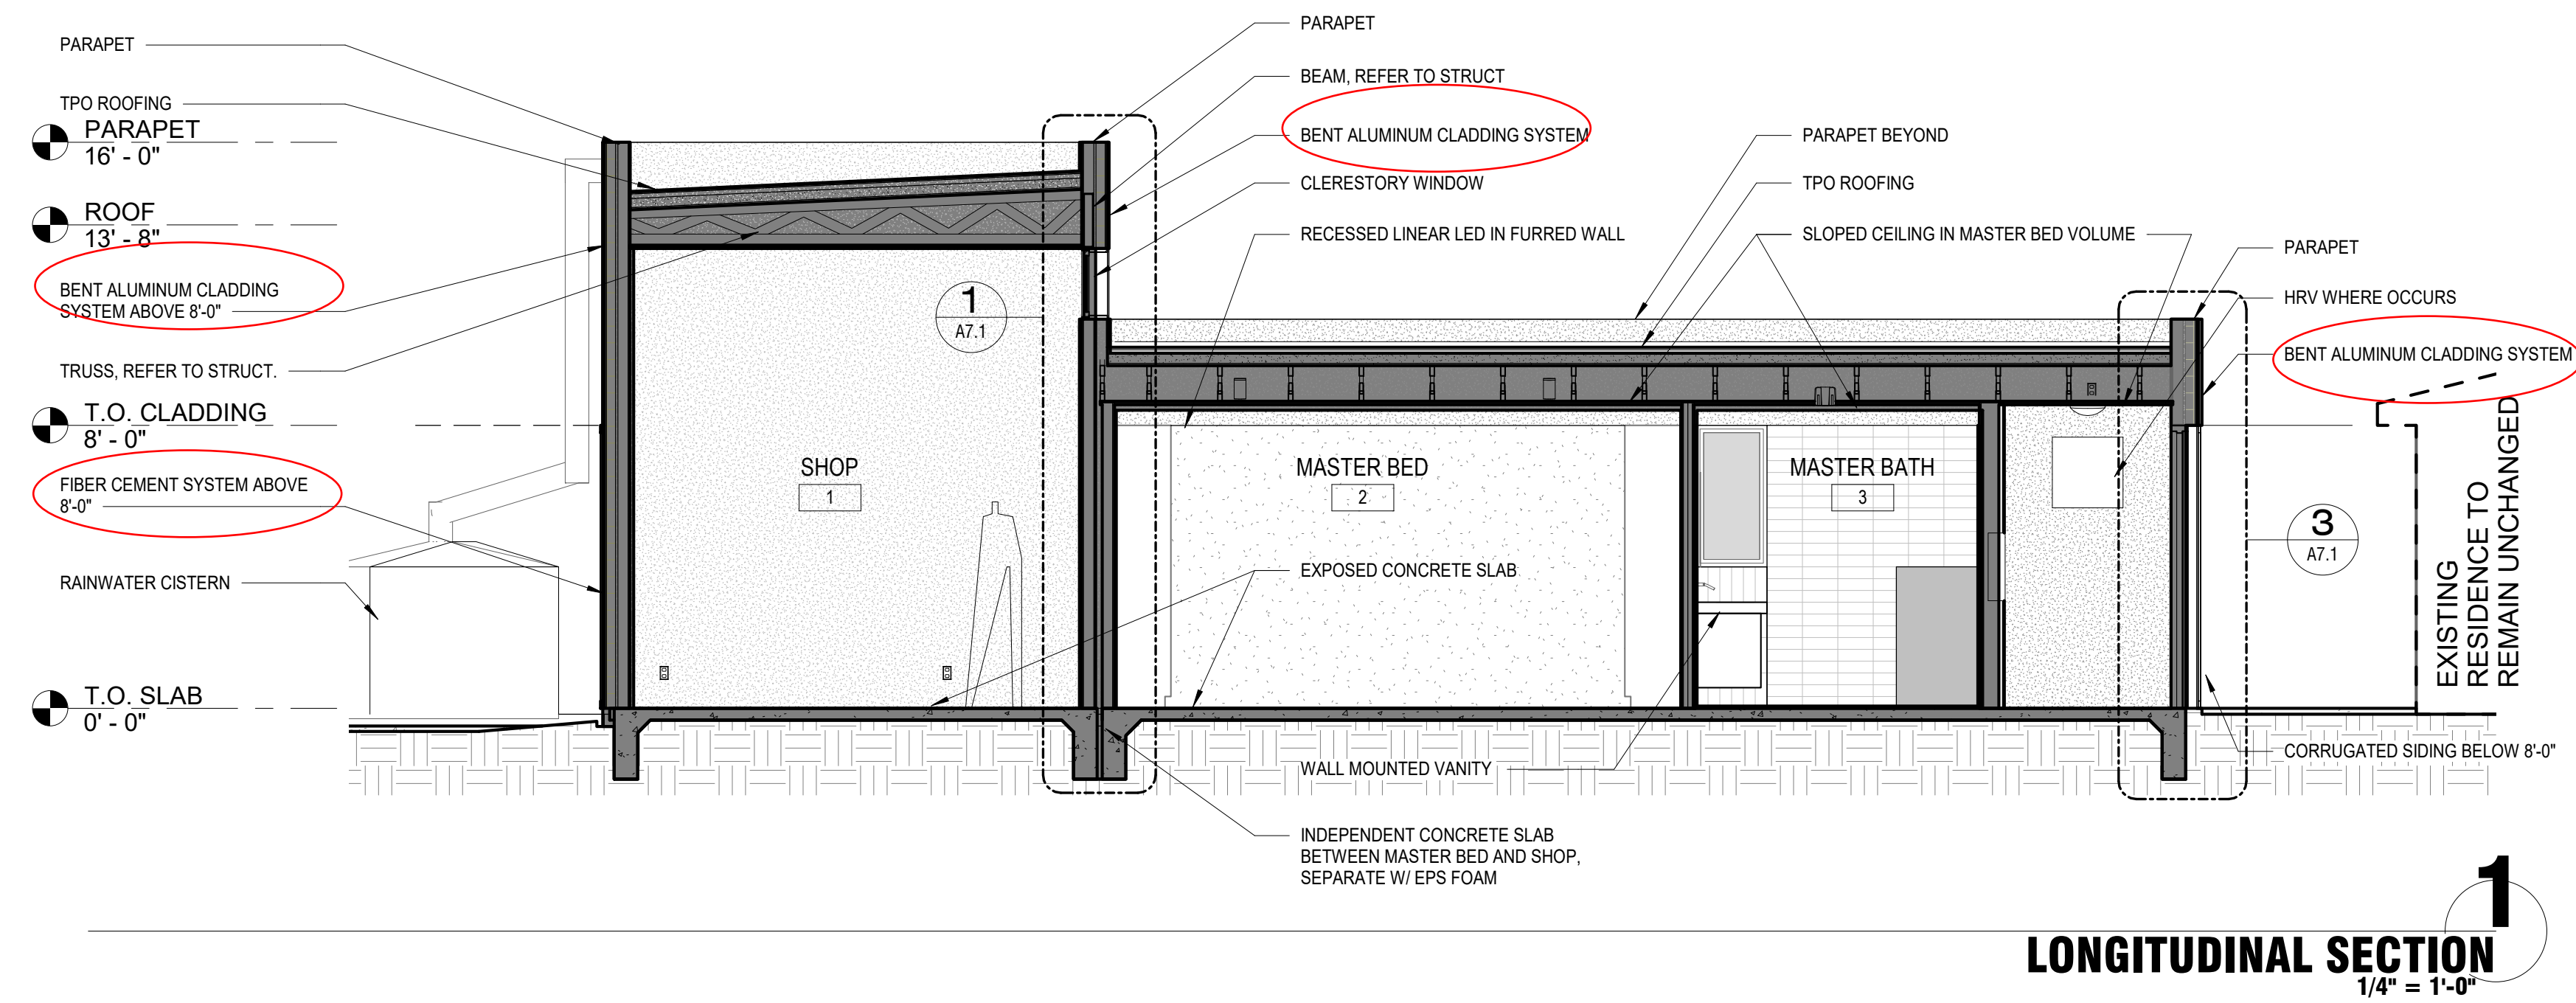 PARAPET
TPO ROOFING
PARAPET
16' - 0"
ROOF
13' - 8"
BENT ALUMINUM CLADDING
SYSTEM ABOVE 8'-0"
TRUSS, REFER TO STRUCT.
T.O. CLADDING
8' - 0"
FIBER CEMENT SYSTEM ABOVE
8'-0"
RAINWATER CISTERN
T.O. SLAB
0' - 0"
PARAPET
BEAM, REFER TO STRUCT
BENT ALUMINUM CLADDING SYSTEM
CLERESTORY WINDOW
RECESSED LINEAR LED IN FURRED WALL
PARAPET BEYOND
TPO ROOFING
SLOPED CEILING IN MASTER BED VOLUME
PARAPET
HRV WHERE OCCURS
BENT ALUMINUM CLADDING SYSTEM
1
A7.1
SHOP
1
MASTER BED
2
MASTER BATH
3
3
A7.1
EXISTING
RESIDENCE TO
REMAIN UNCHANGED
EXPOSED CONCRETE SLAB
WALL MOUNTED VANITY
CORRUGATED SIDING BELOW 8'-0"
INDEPENDENT CONCRETE SLAB
BETWEEN MASTER BED AND SHOP,
SEPARATE W/ EPS FOAM
1
LONGITUDINAL SECTION
1/4" = 1'-0"